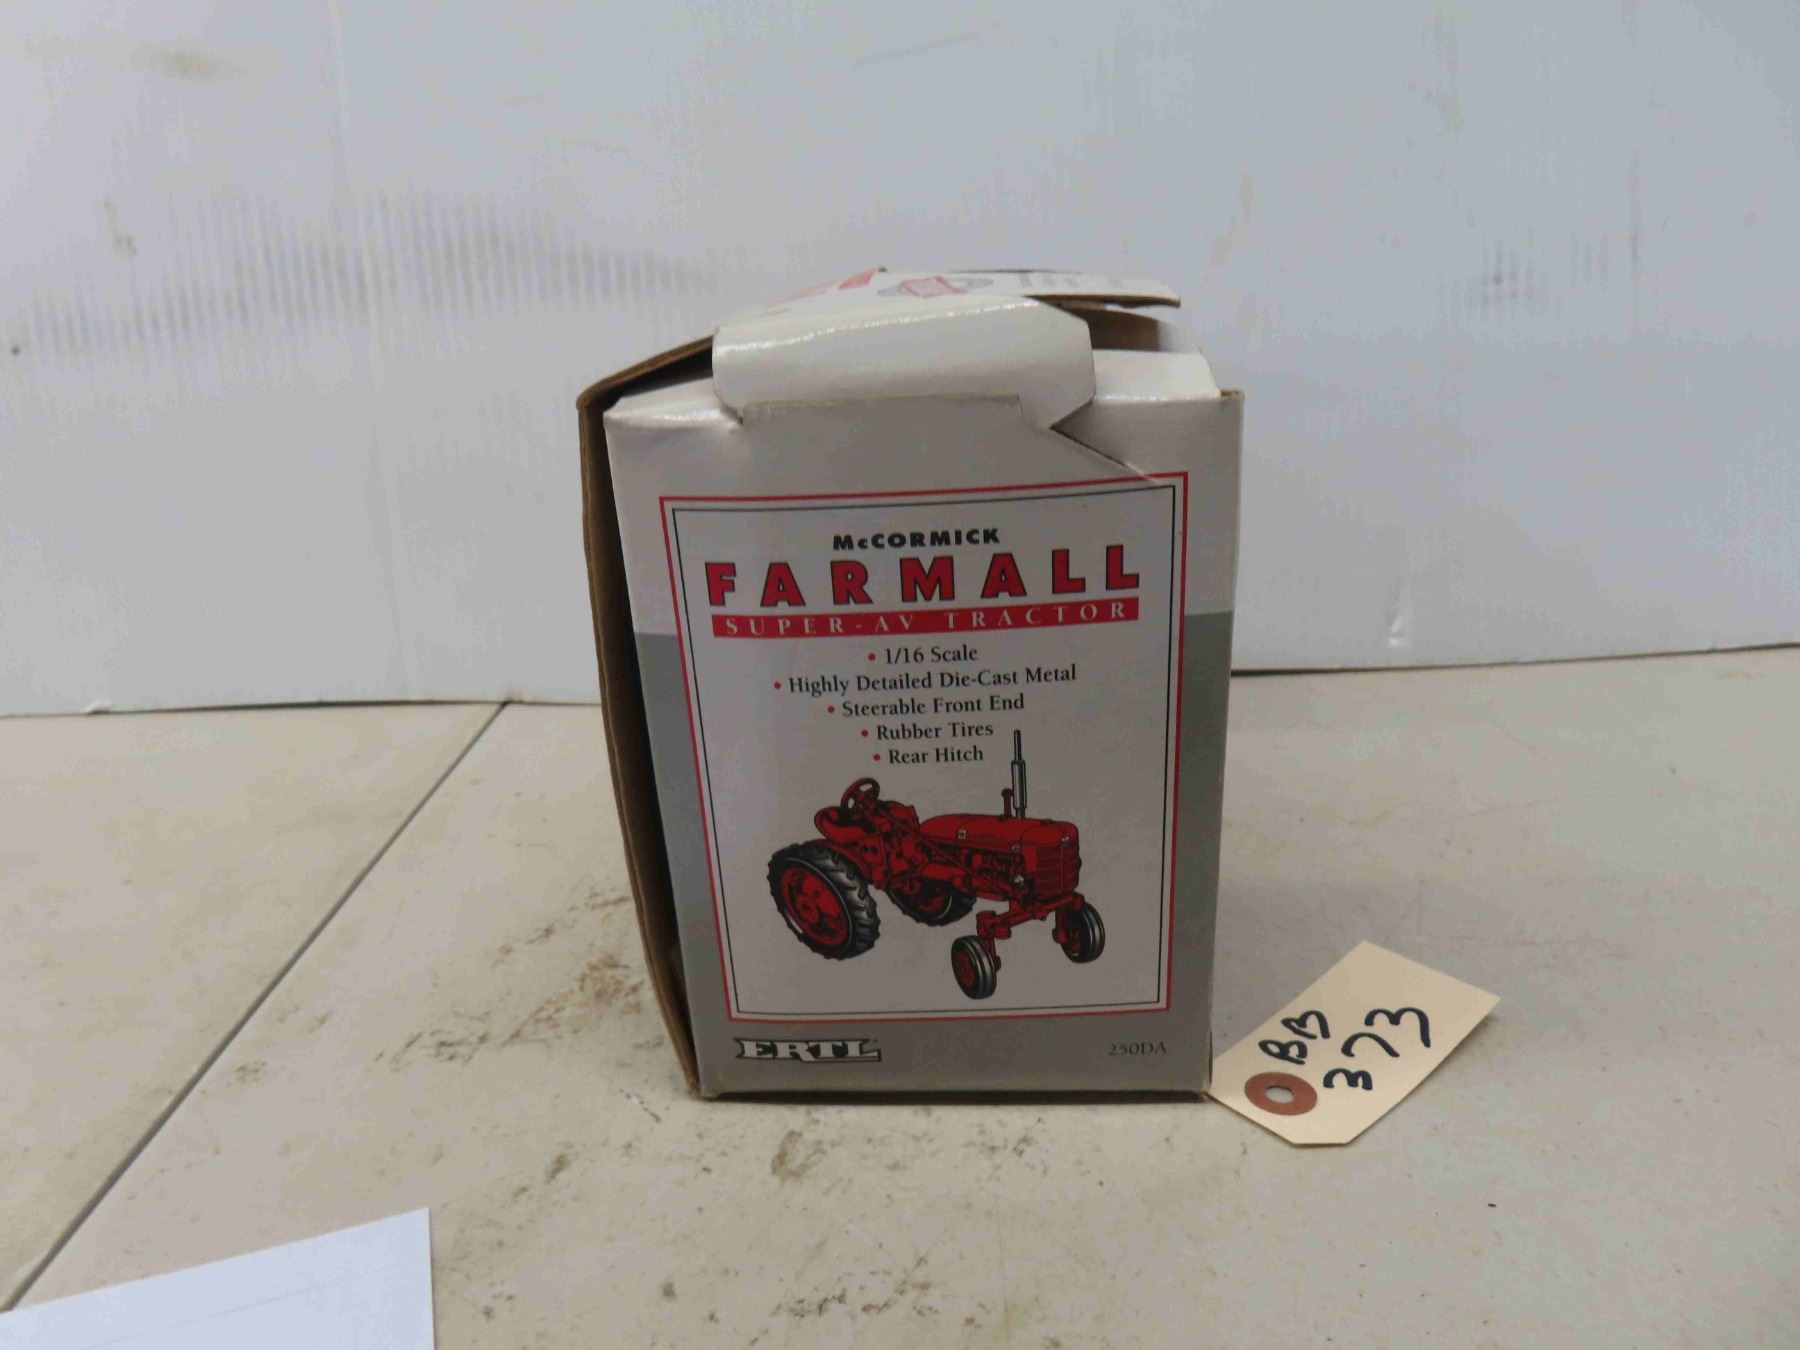 McCORMICK
FARMALL
SUPER-AV TRACTOR
• 1/16 Scale
• Highly Detailed Die-Cast Metal
• Steerable Front End
• Rubber Tires
• Rear Hitch
ERTL
250DA
BB
373